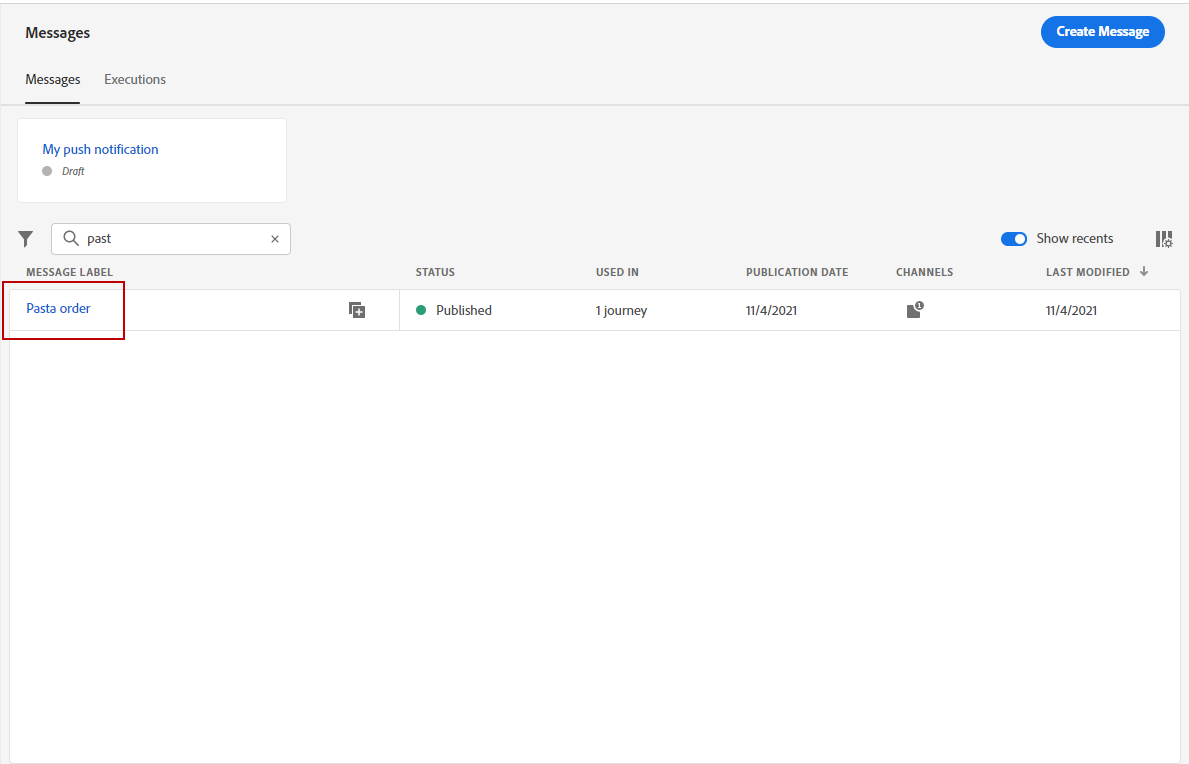 Messages
Create Message
Messages Executions
My push notification
Draft
past
Show recents
MESSAGE LABEL STATUS USED IN PUBLICATION DATE CHANNELS LAST MODIFIED
Pasta order Published 1 journey 11/4/2021 1 11/4/2021